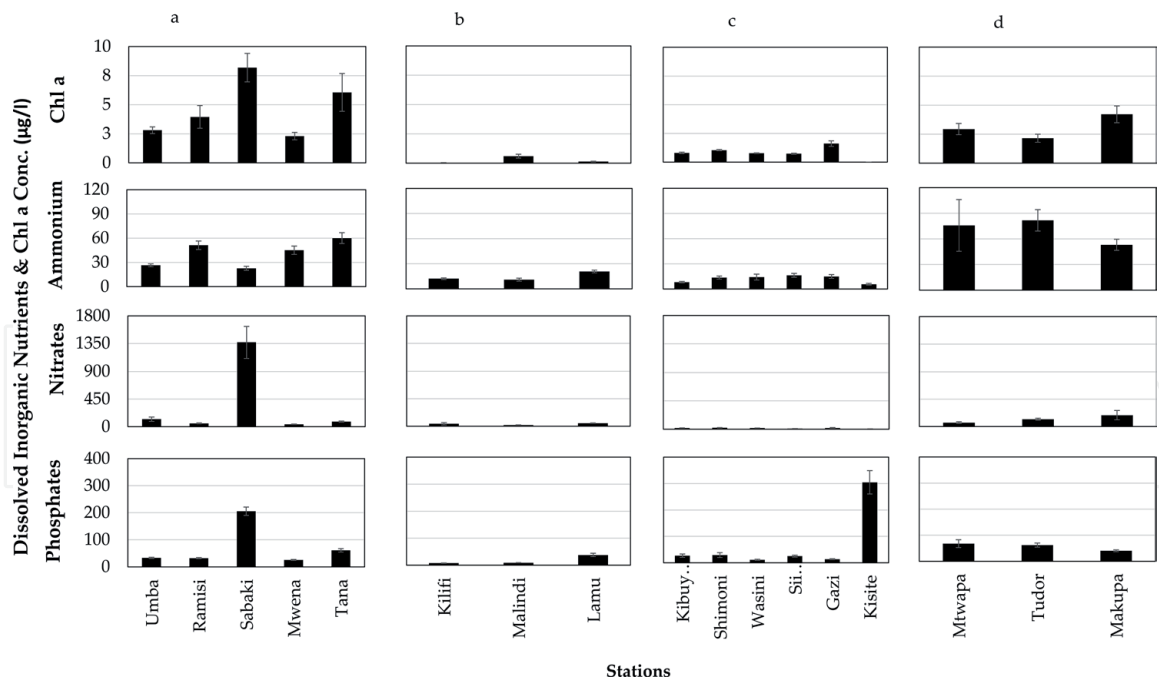 a b c d
Dissolved Inorganic Nutrients & Chl a Conc. (µg/l)
Chl a
10
8
5
3
0
Ammonium
120
90
60
30
0
Nitrates
1800
1350
900
450
0
Phosphates
400
300
200
100
0
Umba
Ramisi
Sabaki
Mwena
Tana
Kilifi
Malindi
Lamu
Kibuy…
Shimoni
Wasini
Sii…
Gazi
Kisite
Mtwapa
Tudor
Makupa
Stations